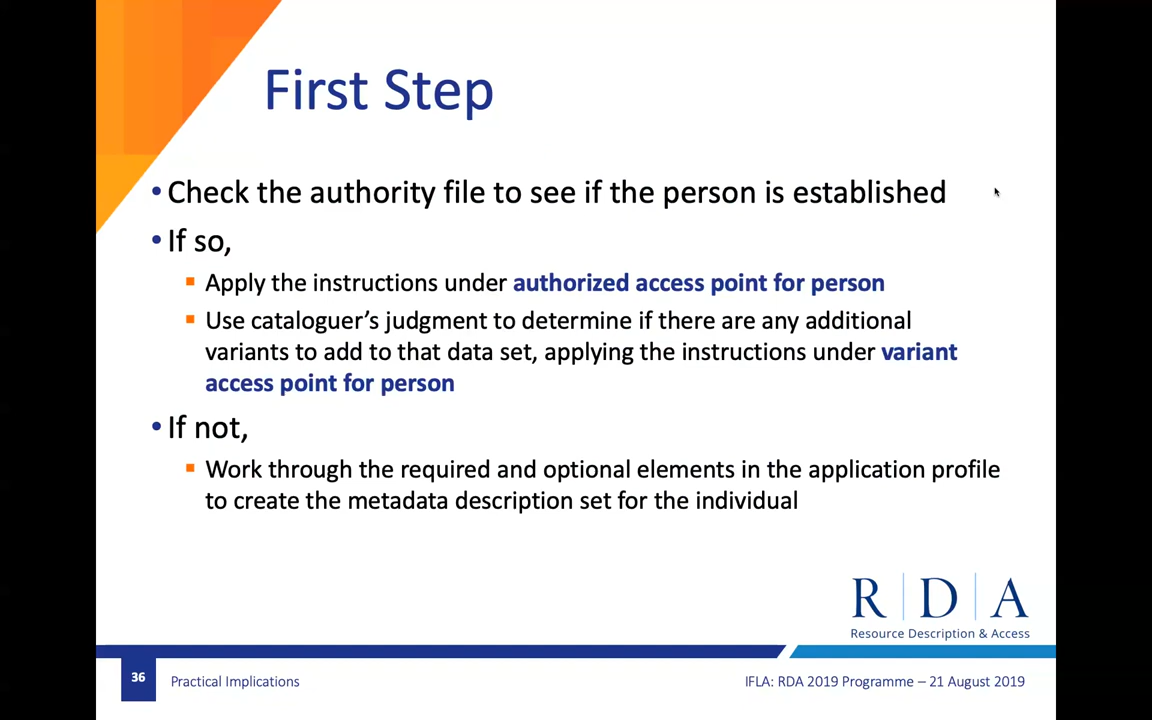 First Step
• Check the authority file to see if the person is established
• If so,
▪ Apply the instructions under authorized access point for person
▪ Use cataloguer’s judgment to determine if there are any additional
variants to add to that data set, applying the instructions under variant
access point for person
• If not,
▪ Work through the required and optional elements in the application profile
to create the metadata description set for the individual
R | D | A
Resource Description & Access
36 Practical Implications
IFLA: RDA 2019 Programme – 21 August 2019